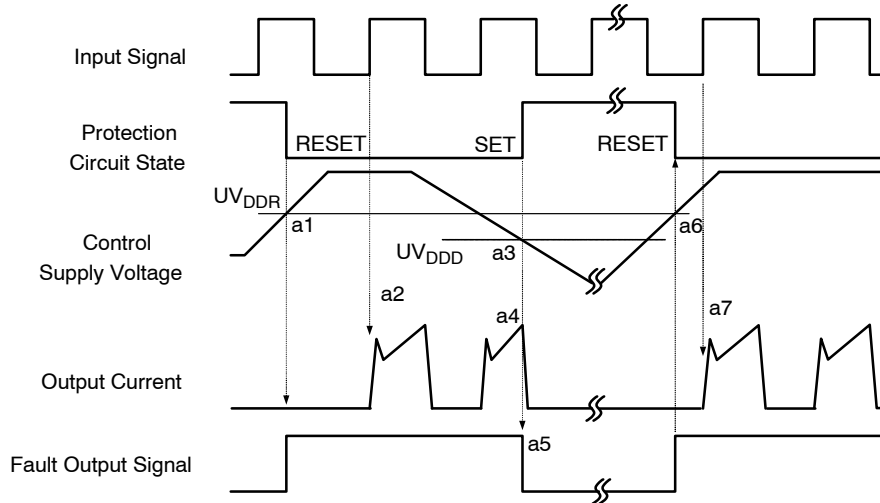 Input Signal
Protection
Circuit State
RESET
SET
RESET
UVDDR
a1
a6
Control
Supply Voltage
UVDDD
a3
a2
a4
a7
Output Current
a5
Fault Output Signal